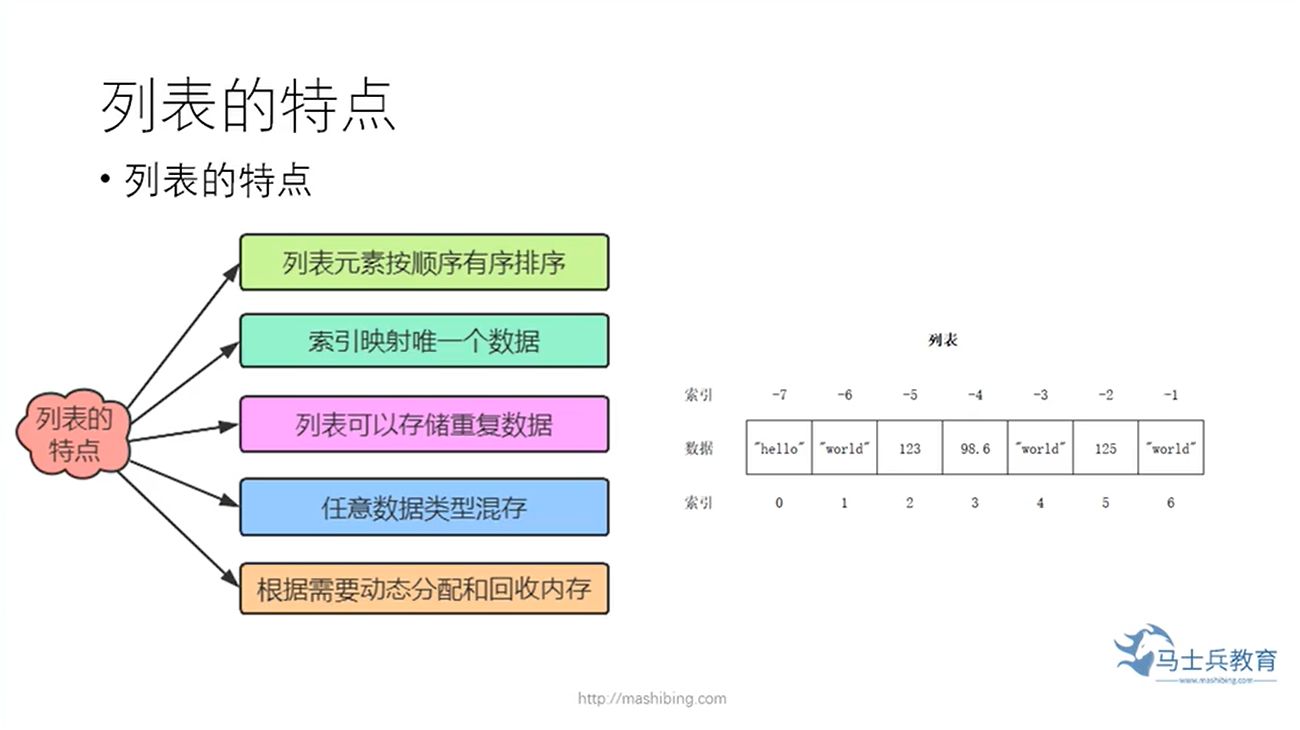 列表的特点
• 列表的特点
列表的
特点
列表元素按顺序有序排序
索引映射唯一个数据
列表可以存储重复数据
任意数据类型混存
根据需要动态分配和回收内存
列表
索引 -7 -6 -5 -4 -3 -2 -1
数据 "hello" "world" 123 98.6 "world" 125 "world"
索引 0 1 2 3 4 5 6
马士兵教育
www.mashibing.com
http://mashibing.com